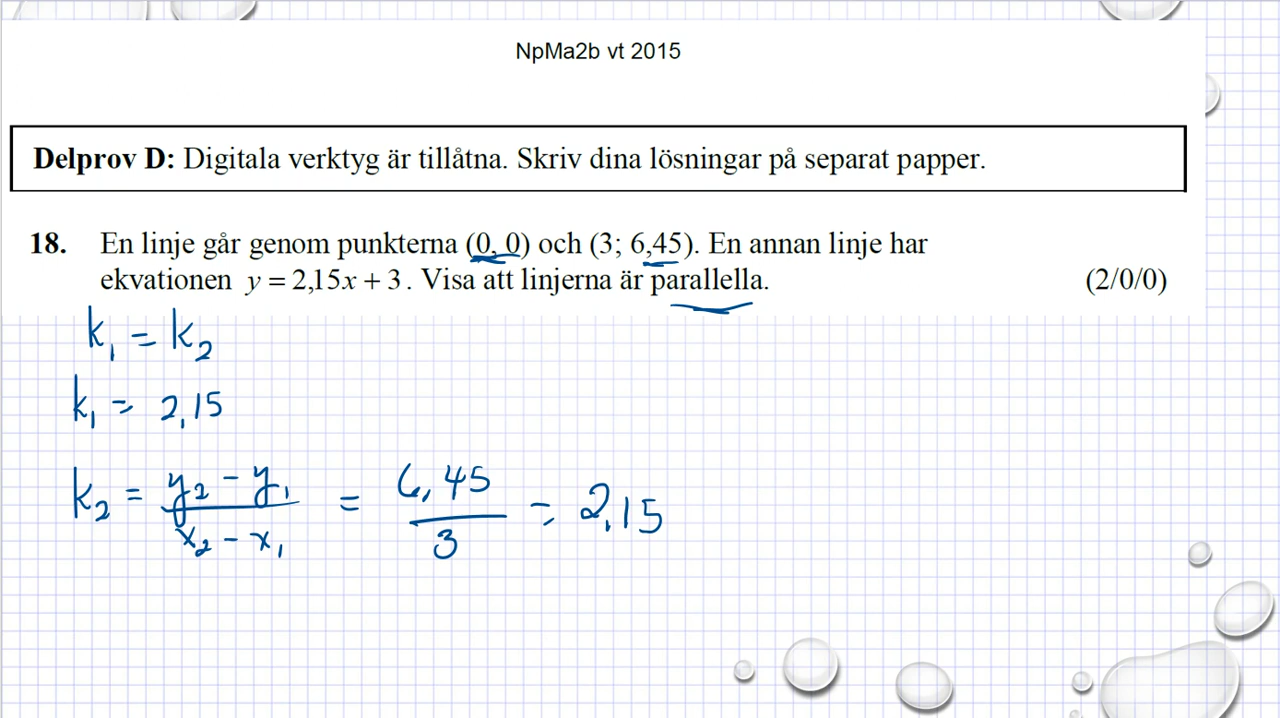 NpMa2b vt 2015
Delprov D: Digitala verktyg är tillåtna. Skriv dina lösningar på separat papper.
18. En linje går genom punkterna (0, 0) och (3; 6,45). En annan linje har
ekvationen y = 2,15x + 3. Visa att linjerna är parallella. (2/0/0)
k₁ = k₂
k₁ = 2,15
k₂ = (y₂ - y₁)/(x₂ - x₁) = 6,45/3 = 2,15